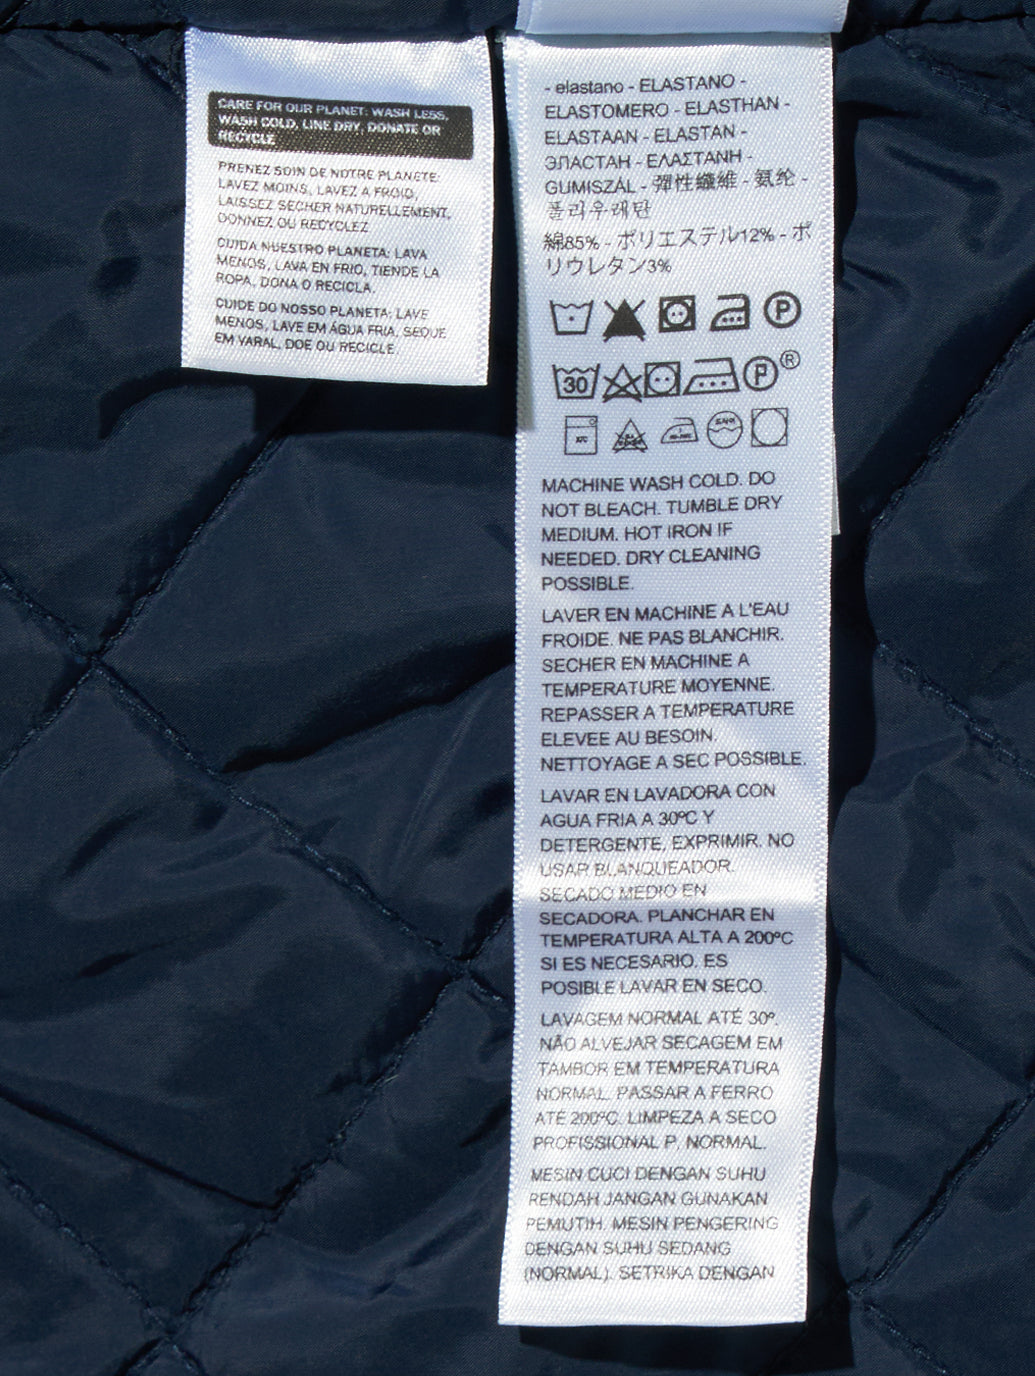 CARE FOR OUR PLANET: WASH LESS,
WASH COLD, LINE DRY, DONATE OR
RECYCLE
PRENEZ SOIN DE NOTRE PLANETE:
LAVEZ MOINS, LAVEZ A FROID,
LAISSEZ SECHER NATURELLEMENT,
DONNEZ OU RECYCLEZ
CUIDA NUESTRO PLANETA: LAVA
MENOS, LAVA EN FRIO, TIENDE LA
ROPA, DONA O RECICLA.
CUIDE DO NOSSO PLANETA: LAVE
MENOS, LAVE EM ÁGUA FRIA, SEQUE
EM VARAL, DOE OU RECICLE.
- elastano - ELASTANO -
ELASTOMERO - ELASTHAN -
ELASTAAN - ELASTAN -
ЭЛАСТАН - ΕΛΑΣΤΑΝΗ -
GUMISZÁL - 彈性纖維 - 氨纶 -
폴리우레탄
綿85% - ポリエステル12% - ポ
リウレタン3%
P
30 P ®
MACHINE WASH COLD. DO
NOT BLEACH. TUMBLE DRY
MEDIUM. HOT IRON IF
NEEDED. DRY CLEANING
POSSIBLE.
LAVER EN MACHINE A L'EAU
FROIDE. NE PAS BLANCHIR.
SECHER EN MACHINE A
TEMPERATURE MOYENNE.
REPASSER A TEMPERATURE
ELEVEE AU BESOIN.
NETTOYAGE A SEC POSSIBLE.
LAVAR EN LAVADORA CON
AGUA FRIA A 30ºC Y
DETERGENTE, EXPRIMIR. NO
USAR BLANQUEADOR.
SECADO MEDIO EN
SECADORA. PLANCHAR EN
TEMPERATURA ALTA A 200ºC
SI ES NECESARIO. ES
POSIBLE LAVAR EN SECO.
LAVAGEM NORMAL ATÉ 30º.
NÃO ALVEJAR SECAGEM EM
TAMBOR EM TEMPERATURA
NORMAL. PASSAR A FERRO
ATÉ 200ºC. LIMPEZA A SECO
PROFISSIONAL P, NORMAL.
MESIN CUCI DENGAN SUHU
RENDAH JANGAN GUNAKAN
PEMUTIH. MESIN PENGERING
DENGAN SUHU SEDANG
(NORMAL). SETRIKA DENGAN